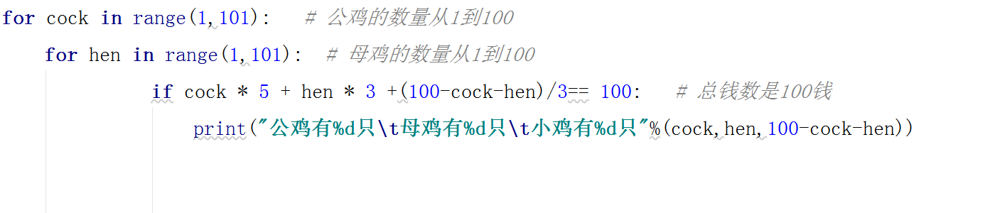 for cock in range(1,101):   # 公鸡的数量从1到100
    for hen in range(1,101):  # 母鸡的数量从1到100
              if cock * 5 + hen * 3 +(100-cock-hen)/3== 100:   # 总钱数是100钱
                  print("公鸡有%d只\t母鸡有%d只\t小鸡有%d只"%(cock,hen,100-cock-hen))